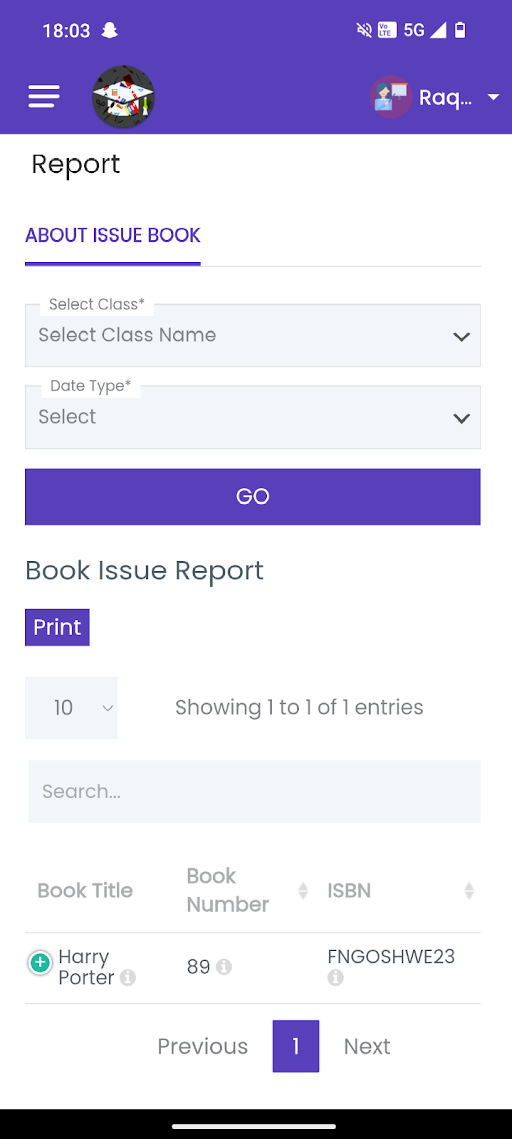 18:03
Vo LTE 5G
Raq...
Report
ABOUT ISSUE BOOK
Select Class*
Select Class Name
Date Type*
Select
GO
Book Issue Report
Print
10 Showing 1 to 1 of 1 entries
Search...
Book Title Book Number ISBN
Harry Porter 89 FNGOSHWE23
Previous 1 Next